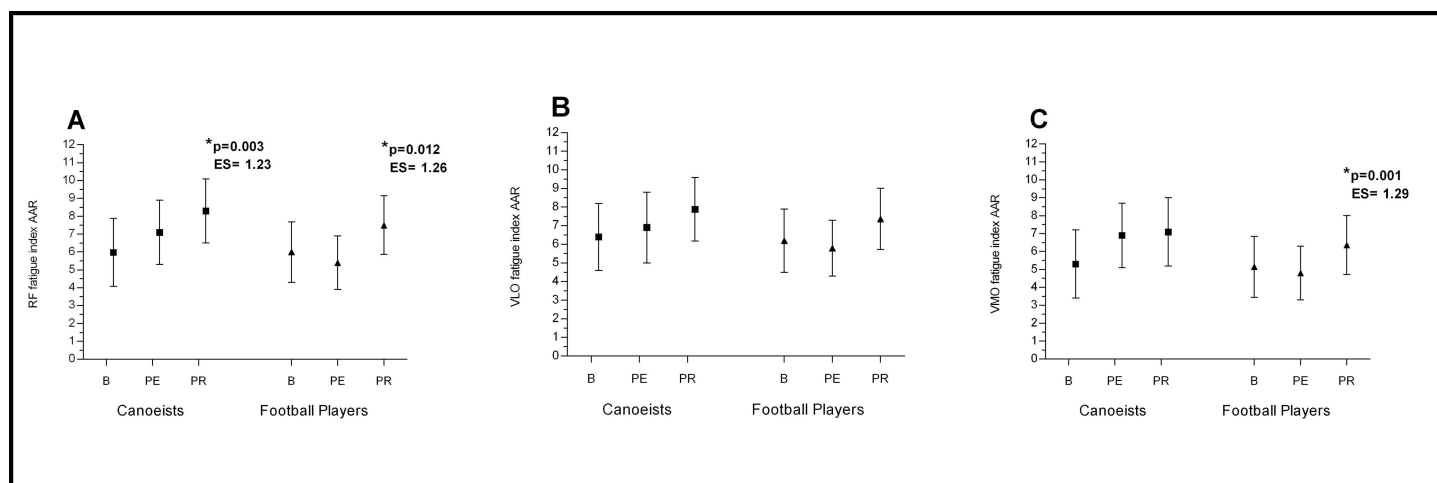 A
12
11
10
9
8
7
6
5
4
3
2
1
0
RF fatigue index AAR
*p=0.003
ES= 1.23
*p=0.012
ES= 1.26
B PE PR B PE PR
Canoeists Football Players
B
12
11
10
9
8
7
6
5
4
3
2
1
0
VLO fatigue index AAR
B PE PR B PE PR
Canoeists Football Players
C
12
11
10
9
8
7
6
5
4
3
2
1
0
VMO fatigue index AAR
*p=0.001
ES= 1.29
B PE PR B PE PR
Canoeists Football Players